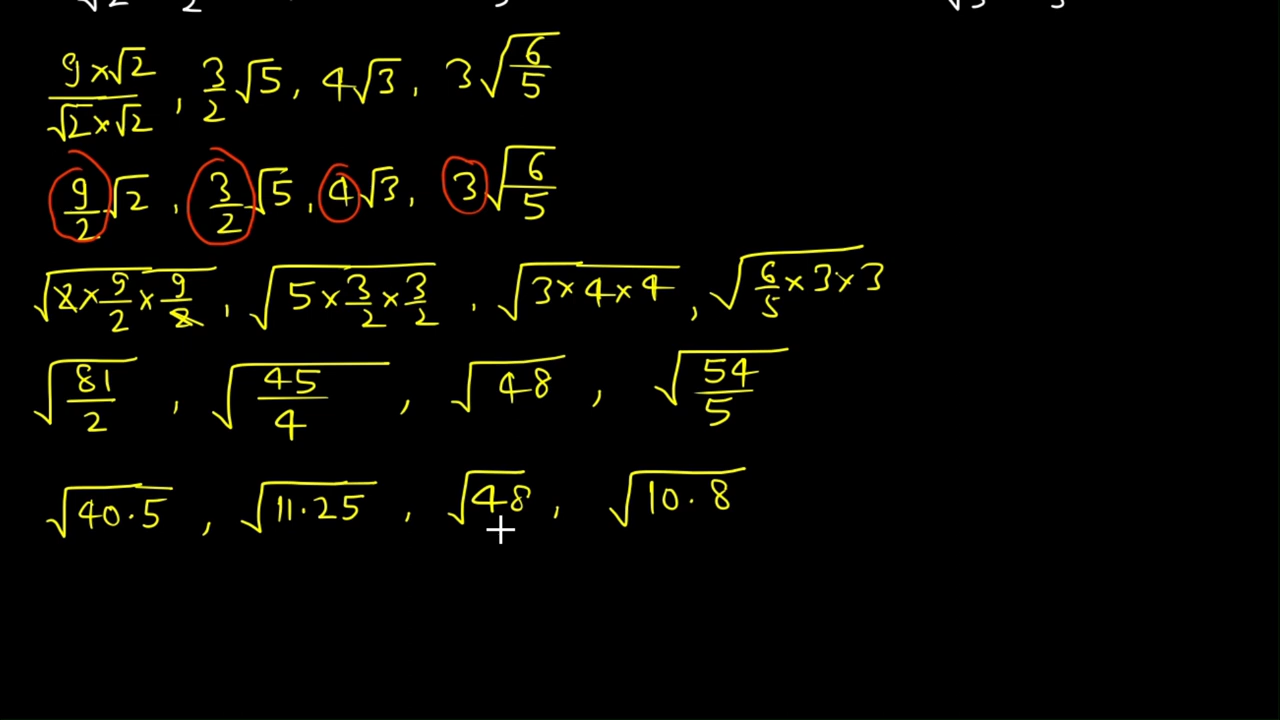 √2 2
(9×√2)/(√2×√2) , 3/2 √5 , 4√3 , 3√(6/5)
9/2 √2 , 3/2 √5 , 4√3 , 3√(6/5)
√(2×9/2×9/2) , √(5×3/2×3/2) , √(3×4×4) , √(6/5×3×3)
√(81/2) , √(45/4) , √48 , √(54/5)
√40.5 , √11.25 , √48 , √10.8